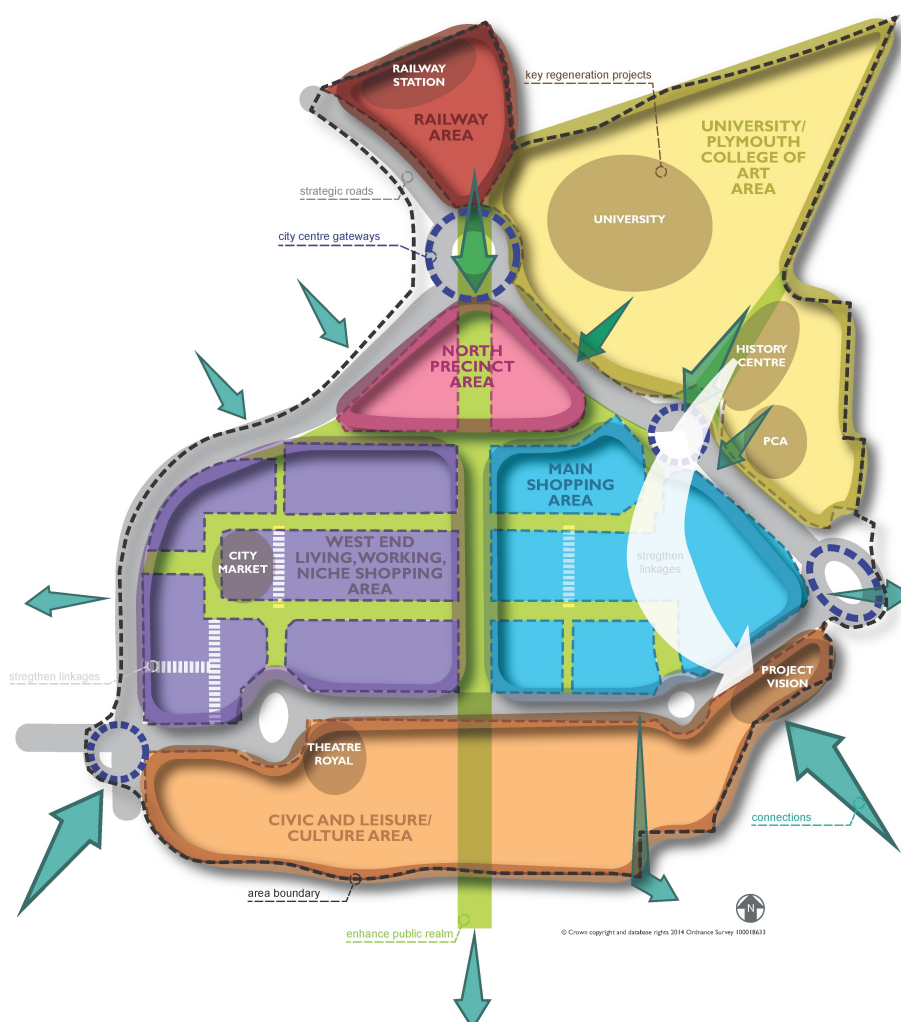 RAILWAY
STATION
key regeneration projects
RAILWAY
AREA
UNIVERSITY/
PLYMOUTH
COLLEGE OF
ART
AREA
strategic roads
UNIVERSITY
city centre gateways
NORTH
PRECINCT
AREA
HISTORY
CENTRE
PCA
MAIN
SHOPPING
AREA
CITY
MARKET
WEST END
LIVING, WORKING,
NICHE SHOPPING
AREA
stregthen
linkages
stregthen linkages
PROJECT
VISION
THEATRE
ROYAL
CIVIC AND LEISURE/
CULTURE AREA
connections
area boundary
N
enhance public realm
© Crown copyright and database rights 2014 Ordnance Survey 100018633